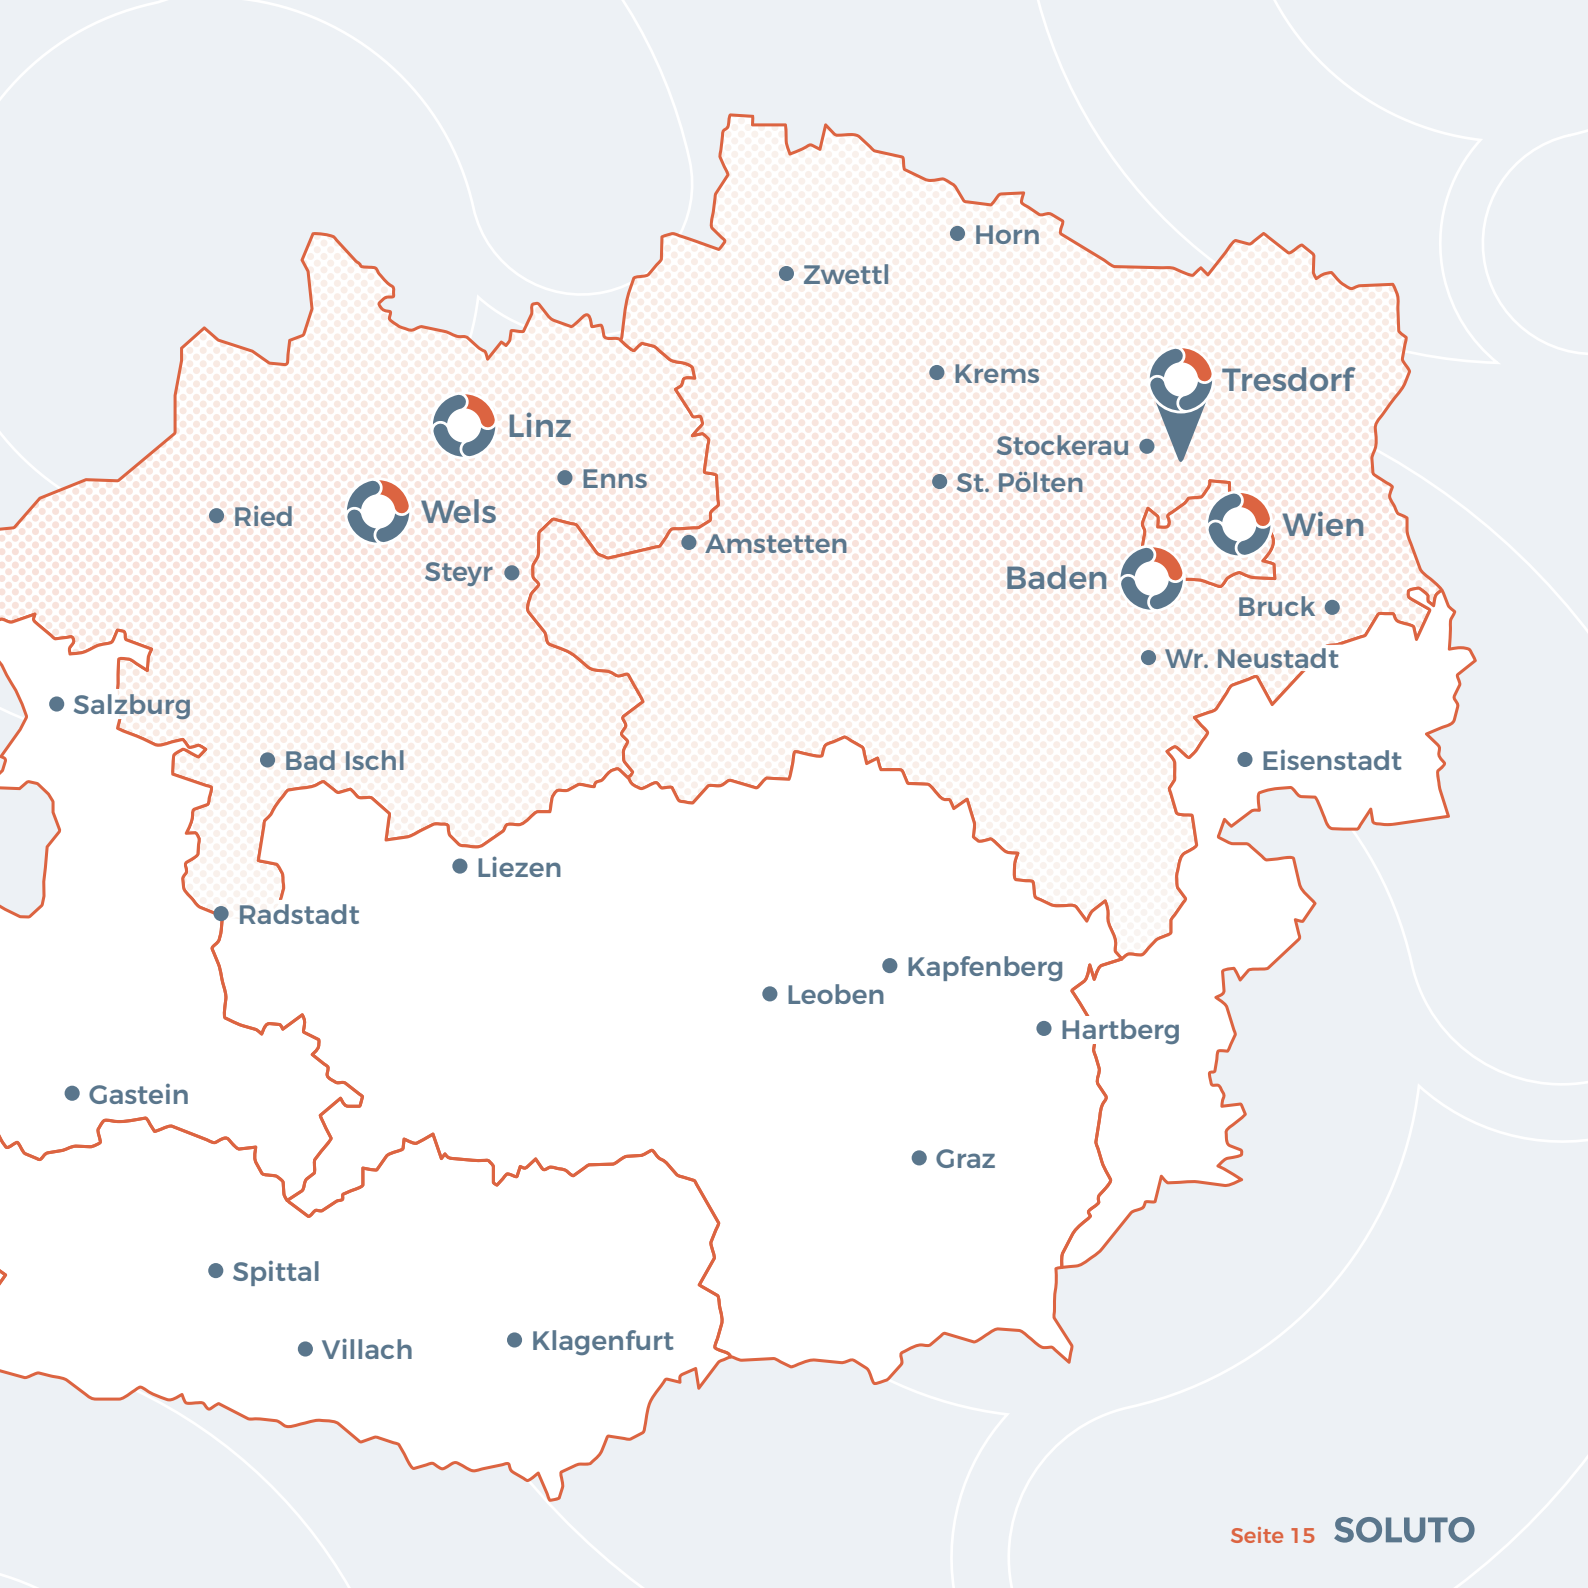 Horn
Zwettl
Krems
Tresdorf
Linz
Stockerau
Enns
St. Pölten
Wels
Ried
Wien
Amstetten
Steyr
Baden
Bruck
Wr. Neustadt
Salzburg
Bad Ischl
Eisenstadt
Liezen
Radstadt
Kapfenberg
Leoben
Hartberg
Gastein
Graz
Spittal
Klagenfurt
Villach
Seite 15 SOLUTO